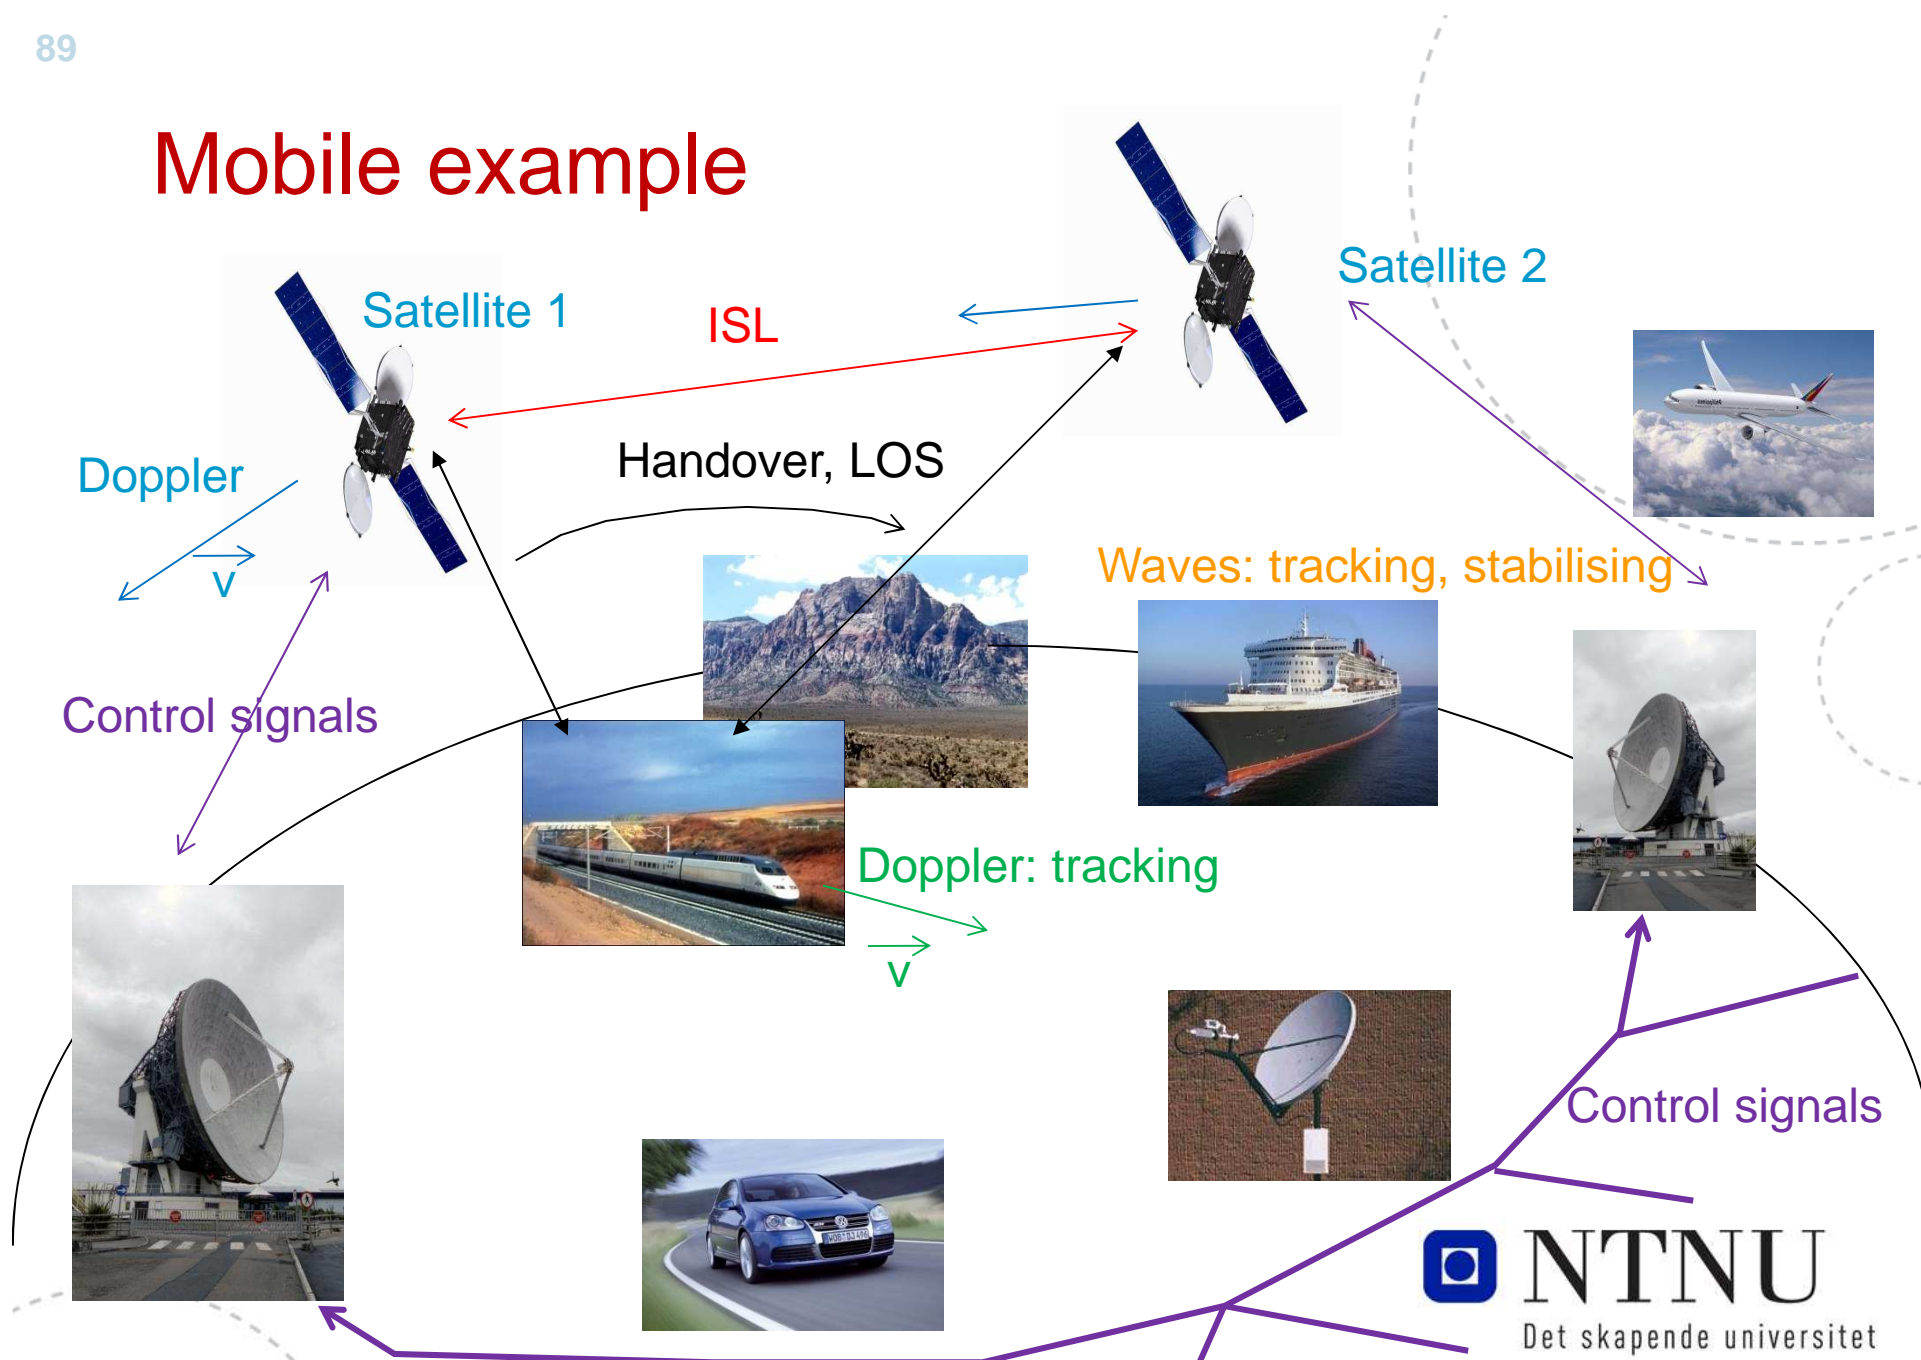 89
Mobile example
Satellite 2
Satellite 1
ISL
Handover, LOS
Doppler
v
Waves: tracking, stabilising
Control signals
Doppler: tracking
v
Control signals
NTNU
Det skapende universitet